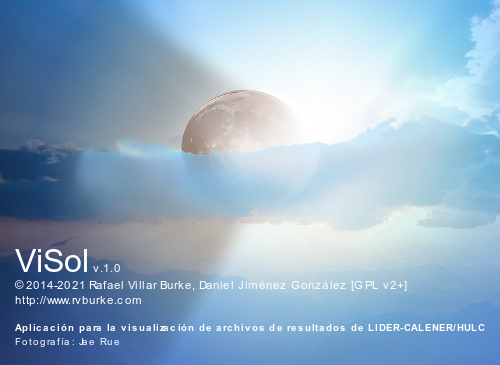 ViSol v.1.0
© 2014-2021 Rafael Villar Burke, Daniel Jiménez González [GPL v2+]
http://www.rvburke.com
Aplicación para la visualización de archivos de resultados de LIDER-CALENER/HULC
Fotografía: Jae Rue